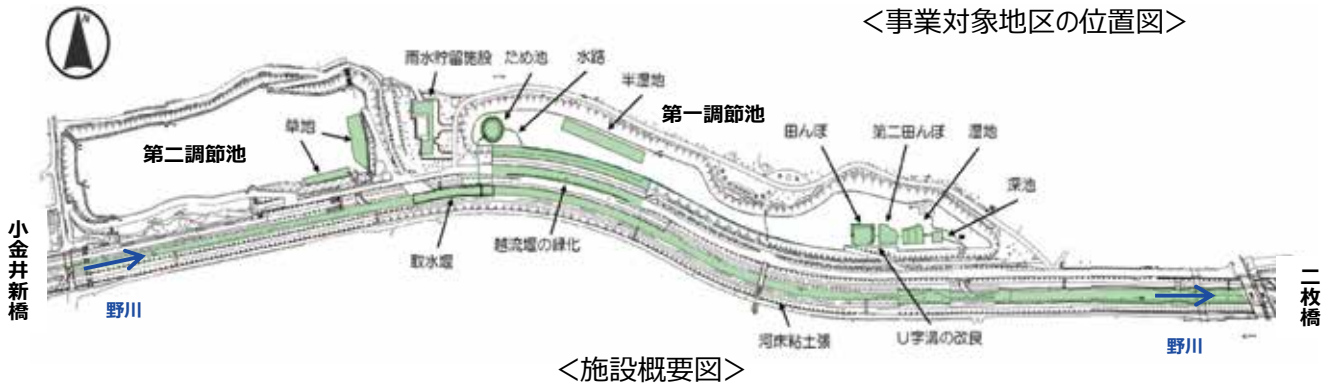 ＜事業対象地区の位置図＞
N
雨水貯留施設
ため池
水路
半湿地
第一調節池
草地
第二調節池
田んぼ
第二田んぼ
湿地
深池
小金井新橋
野川
取水堰
越流堤の緑化
河床粘土張
U字溝の改良
野川
二枚橋
＜施設概要図＞